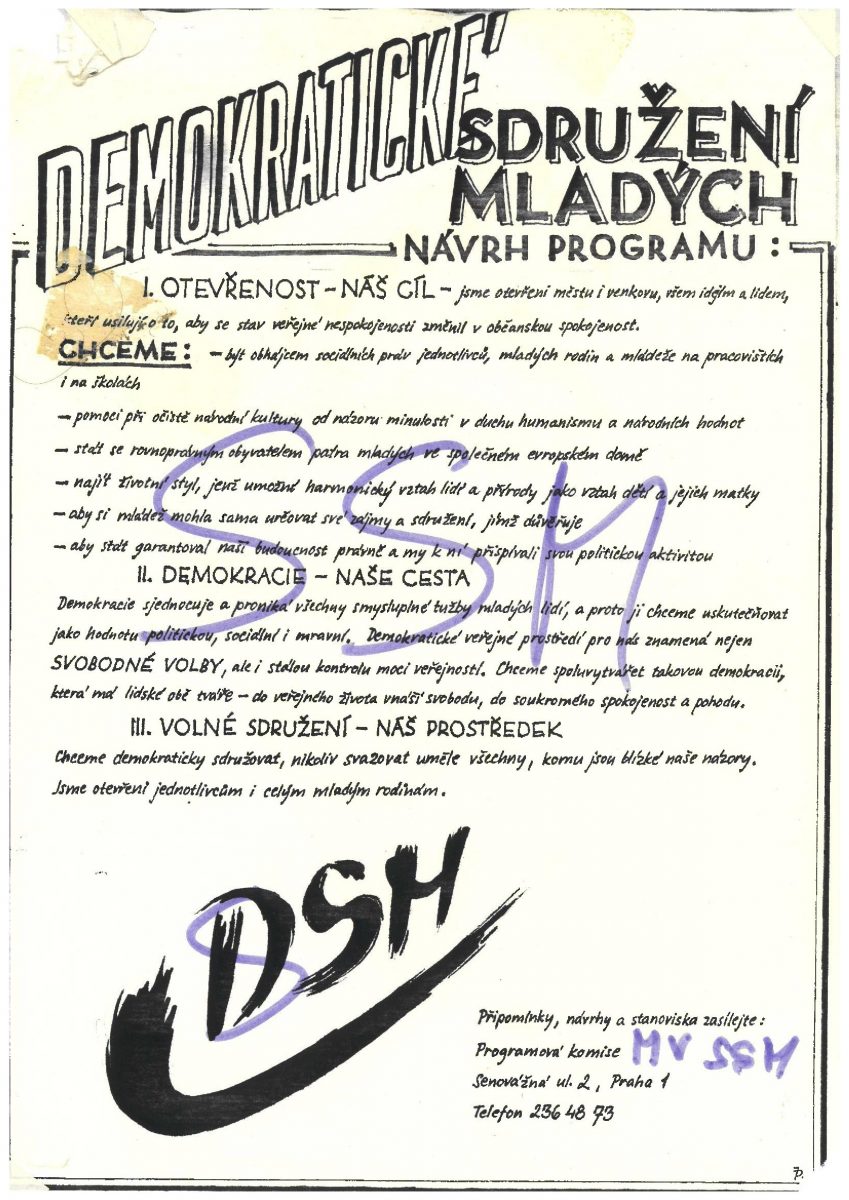 DEMOKRATICKÉ
SDRUŽENÍ
MLADÝCH
NÁVRH PROGRAMU :
I. OTEVŘENOST – NÁŠ CÍL – jsme otevření městu i venkovu, všem idejím a lidem,
kteří usilují o to, aby se stav veřejné nespokojenosti změnil v občanskou spokojenost.
CHCEME: – být obhájcem sociálních práv jednotlivců, mladých rodin a mládeže na pracovištích
i na školách
– pomoci při očistě národní kultury od názoru minulosti v duchu humanismu a národních hodnot
– stát se rovnoprávným obyvatelem patra mladých ve společném evropském domě
– najít životní styl, jenž umožní harmonický vztah lidí a přírody jako vztah dětí a jejich matky
– aby si mládež mohla sama určovat své zájmy a sdružení, jímž důvěřuje
– aby stát garantoval naši budoucnost právně a my k ní přispívali svou politickou aktivitou
II. DEMOKRACIE – NAŠE CESTA
Demokracie sjednocuje a proniká všechny smysluplné tužby mladých lidí, a proto ji chceme uskutečňovat
jako hodnotu politickou, sociální i mravní. Demokratické veřejné prostředí pro nás znamená nejen
SVOBODNÉ VOLBY, ale i stálou kontrolu moci veřejností. Chceme spoluvytvářet takovou demokracii,
která má lidské obě tváře – do veřejného života vnáší svobodu, do soukromého spokojenost a pohodu.
III. VOLNÉ SDRUŽENÍ – NÁŠ PROSTŘEDEK
Chceme demokraticky sdružovat, nikoliv svazovat uměle všechny, komu jsou blízké naše názory.
Jsme otevření jednotlivcům i celým mladým rodinám.
SSM
DSM
S
Připomínky, návrhy a stanoviska zasílejte :
Programová komise MV SSM
Senovážná ul. 2, Praha 1
Telefon 236 48 73